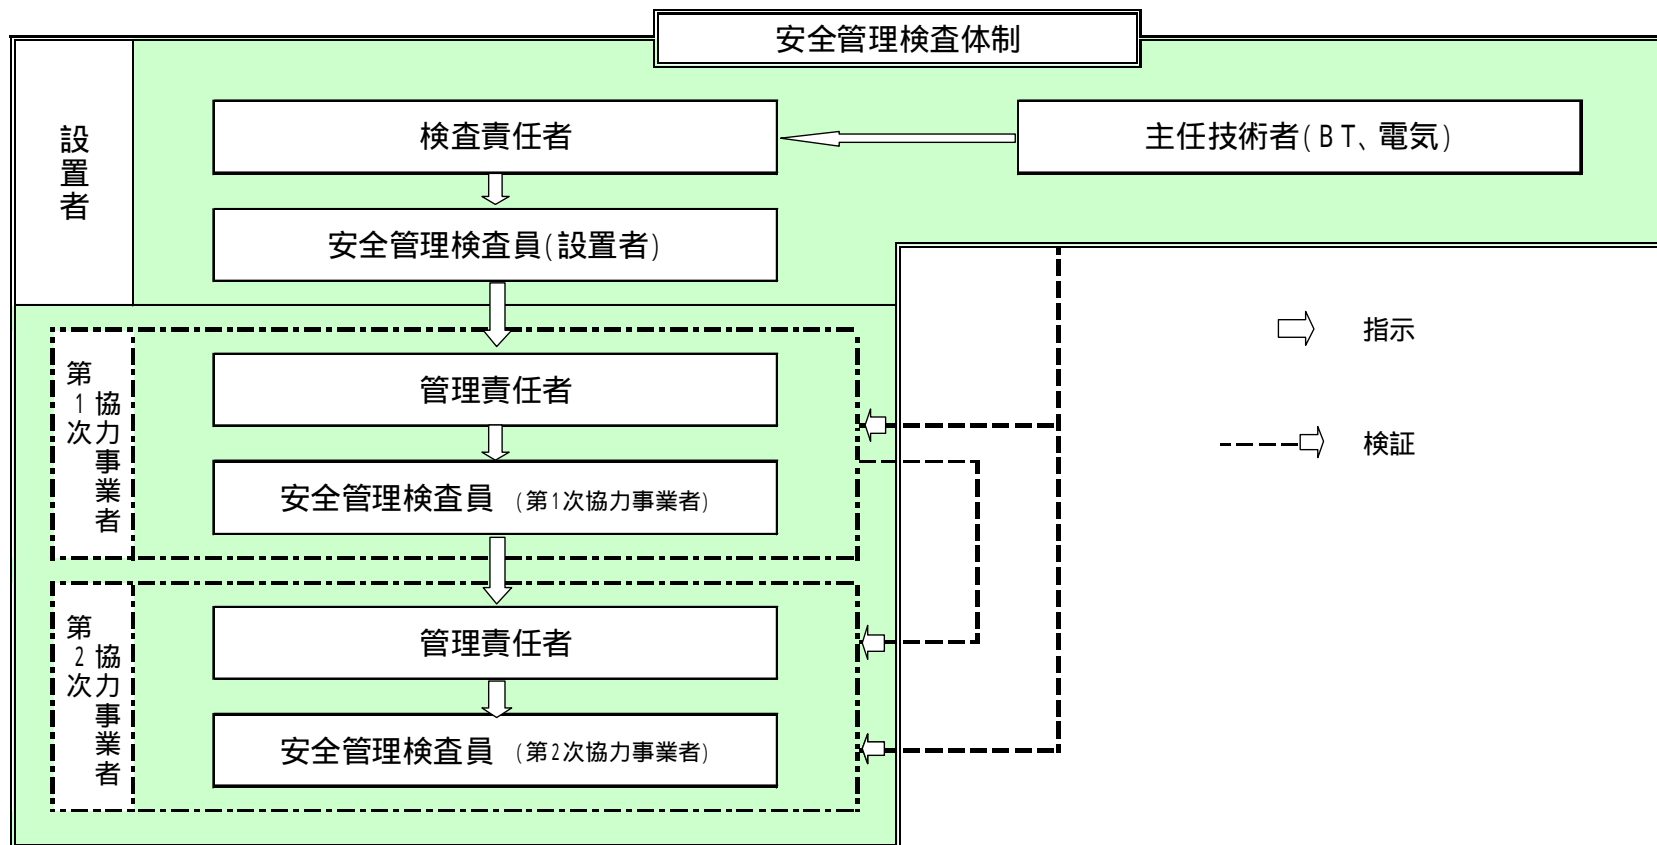 安全管理検査体制
設置者
検査責任者
主任技術者(BT、電気)
安全管理検査員(設置者)
指示
第1次
協力事業者
管理責任者
検証
安全管理検査員 (第1次協力事業者)
第2次
協力事業者
管理責任者
安全管理検査員 (第2次協力事業者)